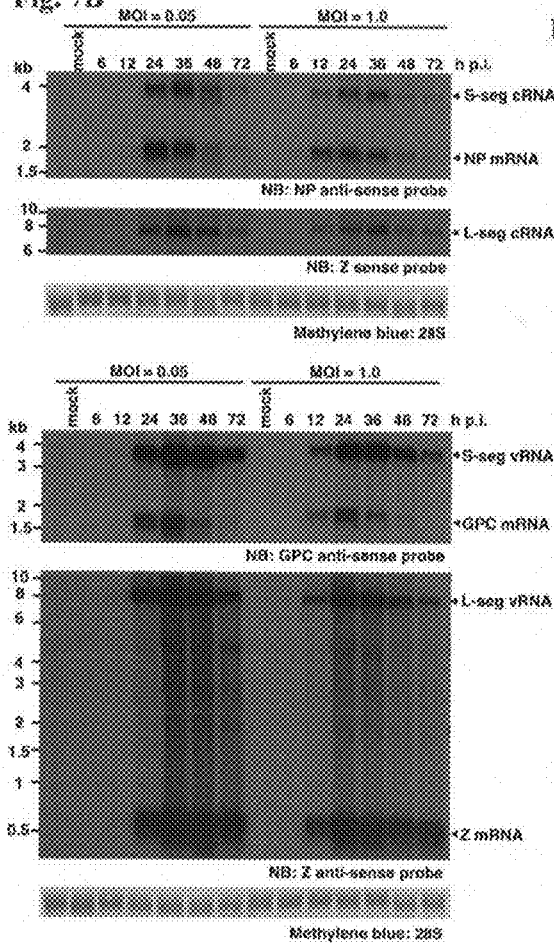 Fig. 7B
MOI = 0.05 MOI = 1.0
mock 6 12 24 36 48 72 mock 6 12 24 36 48 72 h p.i.
kb
4 S-seg cRNA
2
NP mRNA
1.5
NB: NP anti-sense probe
10
8 L-seg cRNA
6
NB: Z sense probe
Methylene blue: 28S
MOI = 0.05 MOI = 1.0
mock 6 12 24 36 48 72 mock 6 12 24 36 48 72 h p.i.
kb
4 S-seg vRNA
3
2
1.5 GPC mRNA
NB: GPC anti-sense probe
10
8 L-seg vRNA
6
4
3
2
1.5
1
0.5 Z mRNA
NB: Z anti-sense probe
Methylene blue: 28S